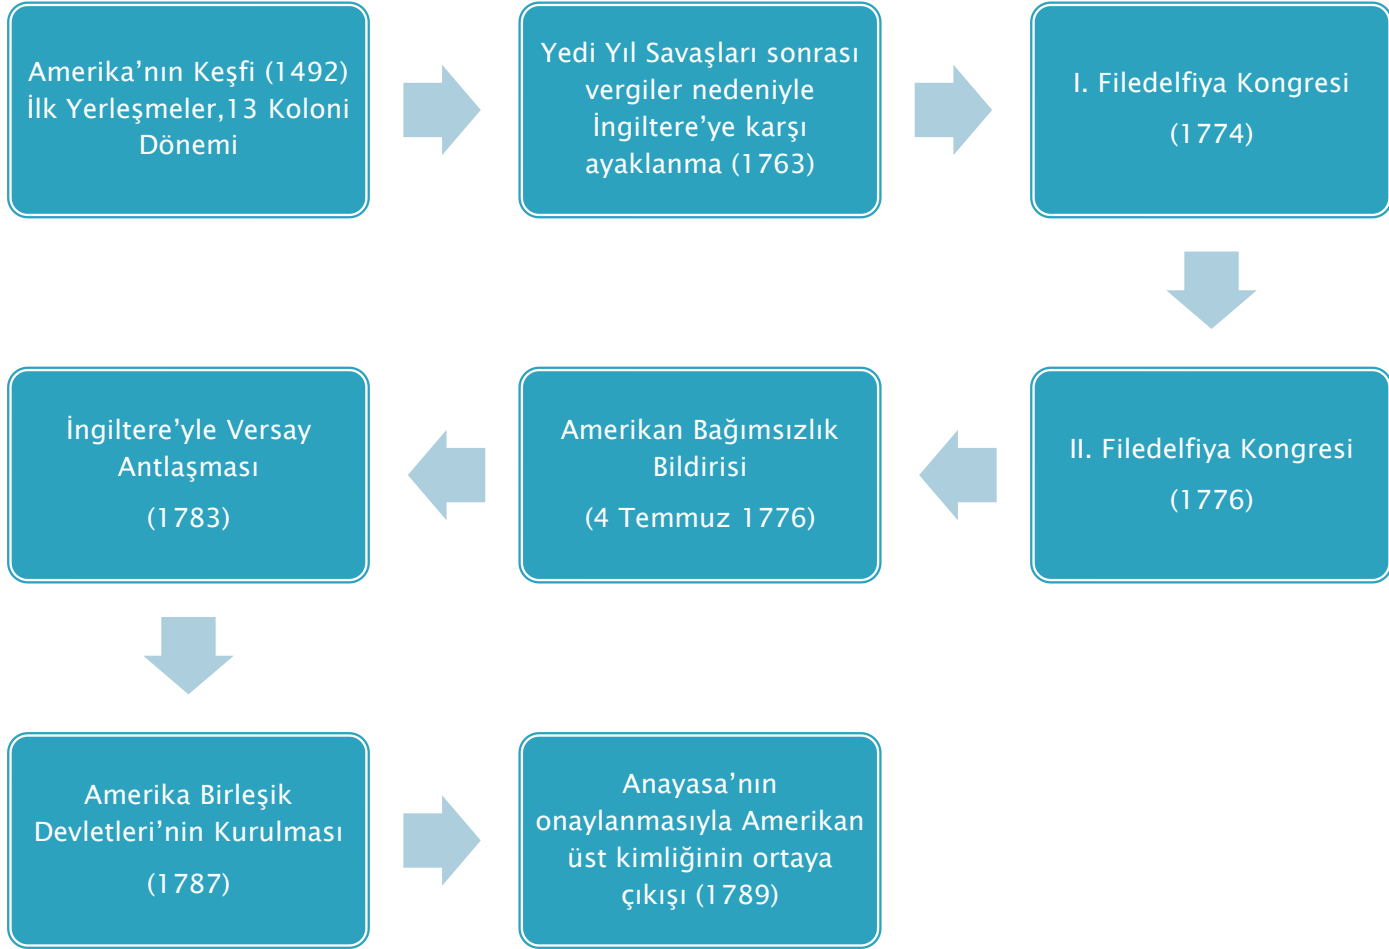 Amerika’nın Keşfi (1492)
İlk Yerleşmeler,13 Koloni
Dönemi
Yedi Yıl Savaşları sonrası
vergiler nedeniyle
İngiltere’ye karşı
ayaklanma (1763)
I. Filedelfiya Kongresi
(1774)
II. Filedelfiya Kongresi
(1776)
Amerikan Bağımsızlık
Bildirisi
(4 Temmuz 1776)
İngiltere’yle Versay
Antlaşması
(1783)
Amerika Birleşik
Devletleri’nin Kurulması
(1787)
Anayasa’nın
onaylanmasıyla Amerikan
üst kimliğinin ortaya
çıkışı (1789)